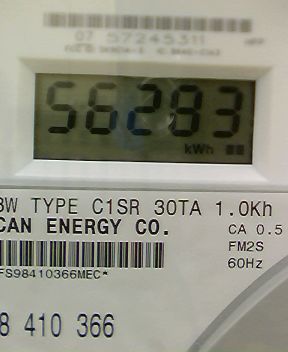 07 57245311
56283
kWh
3W TYPE C1SR 30TA 1.0Kh
CAN ENERGY CO.
CA 0.5
FM2S
60Hz
FS98410366MEC*
8 410 366